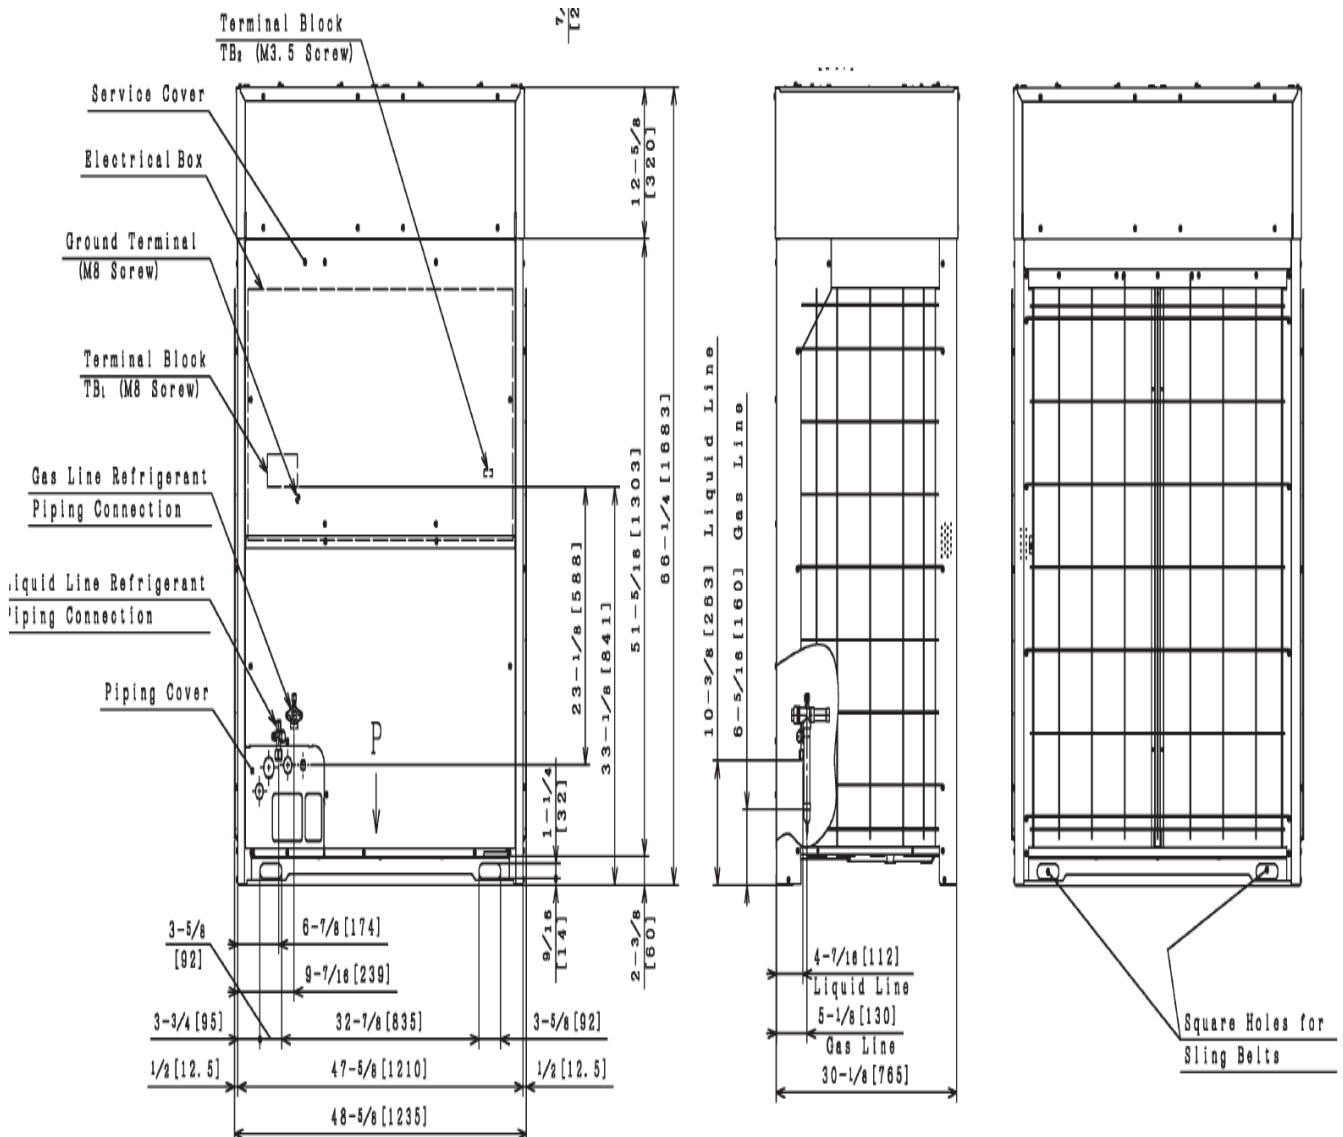 Terminal Block
TB₂ (M3.5 Screw)
7/
[2
Service Cover
Electrical Box
Ground Terminal
(M8 Screw)
Terminal Block
TB₁ (M8 Screw)
Gas Line Refrigerant
Piping Connection
iquid Line Refrigerant
Piping Connection
Piping Cover
P
12-5/8
[320]
51-5/16 [1303]
66-1/4 [1683]
23-1/8 [588]
33-1/8 [841]
1-1/4
[32]
9/16
[14]
2-3/8
[60]
10-3/8 [263] Liquid Line
6-5/16 [160] Gas Line
3-5/8
[92]
6-7/8 [174]
9-7/16 [239]
3-3/4 [95]
32-7/8 [835]
3-5/8 [92]
1/2 [12.5]
47-5/8 [1210]
1/2 [12.5]
48-5/8 [1235]
4-7/16 [112]
Liquid Line
5-1/8 [130]
Gas Line
30-1/8 [765]
Square Holes for
Sling Belts